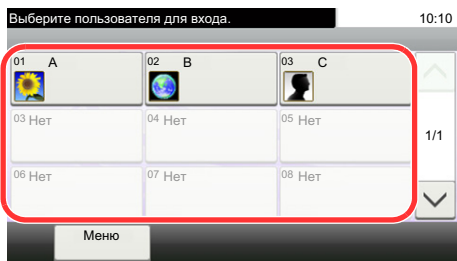 Выберите пользователя для входа. 10:10
01 A 02 B 03 C
03 Нет 04 Нет 05 Нет
1/1
06 Нет 07 Нет 08 Нет
Меню